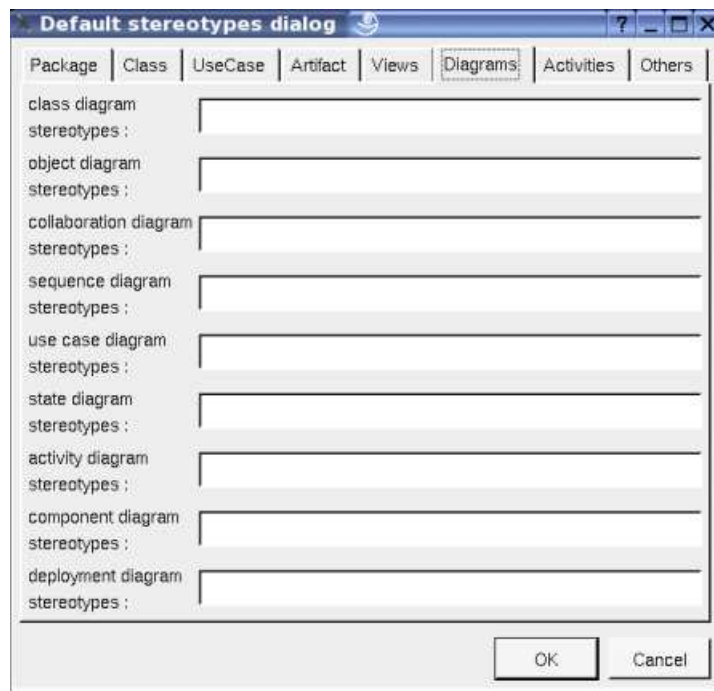 Default stereotypes dialog ?
Package Class UseCase Artifact Views Diagrams Activities Others
class diagram
stereotypes :
object diagram
stereotypes :
collaboration diagram
stereotypes :
sequence diagram
stereotypes :
use case diagram
stereotypes :
state diagram
stereotypes :
activity diagram
stereotypes :
component diagram
stereotypes :
deployment diagram
stereotypes :
OK Cancel